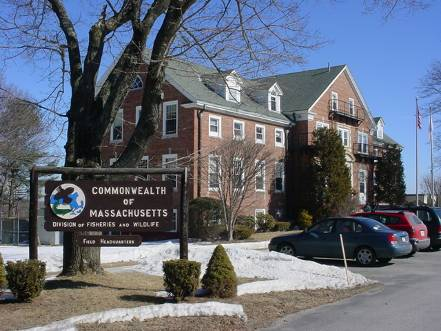 COMMONWEALTH OF
MASSACHUSETTS
DIVISION OF FISHERIES AND WILDLIFE
FIELD HEADQUARTERS